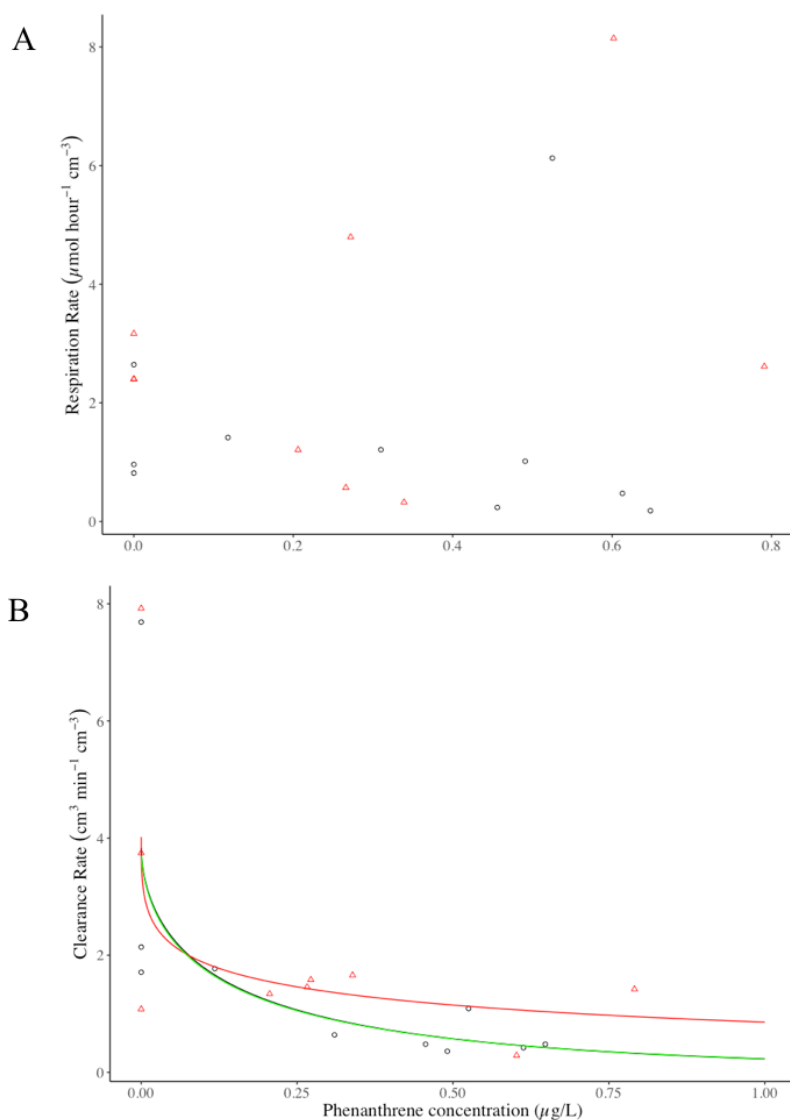 A
Respiration Rate (μmol hour⁻¹ cm⁻³)
8
6
4
2
0
0.0 0.2 0.4 0.6 0.8
B
Clearance Rate (cm³ min⁻¹ cm⁻³)
8
6
4
2
0
0.00 0.25 0.50 0.75 1.00
Phenanthrene concentration (μg/L)